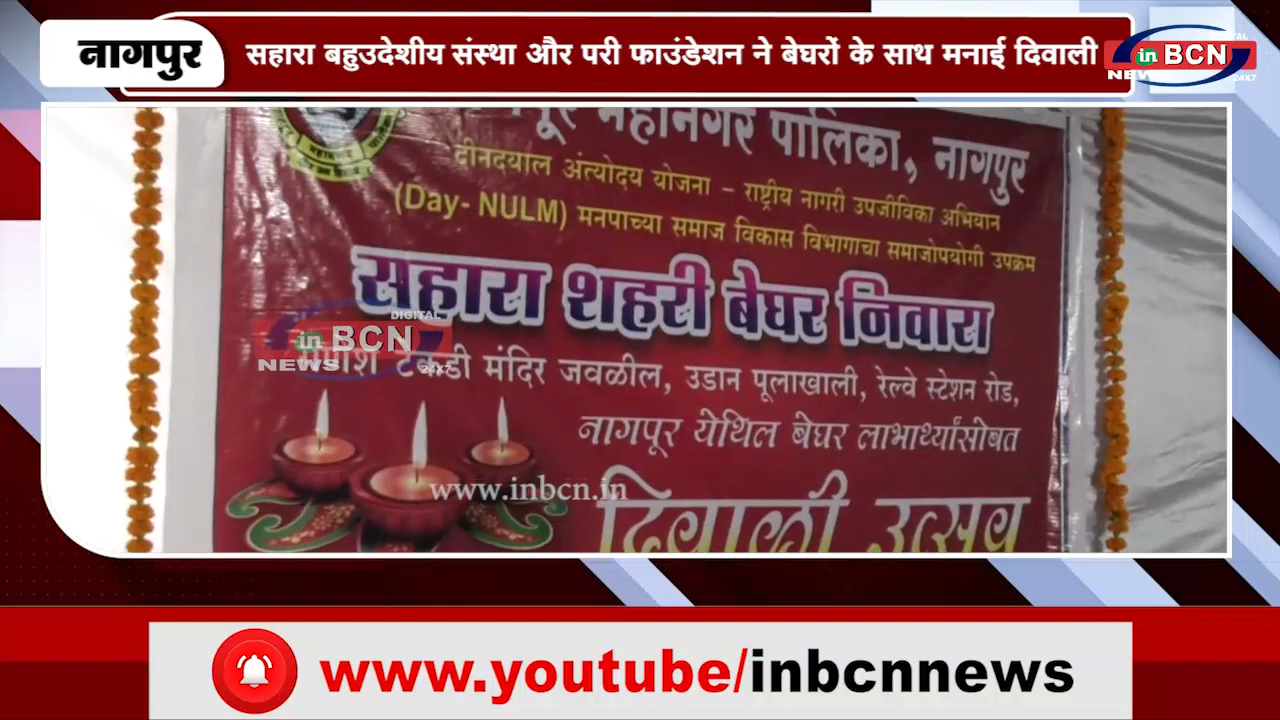 नागपुर
सहारा बहुउदेशीय संस्था और परी फाउंडेशन ने बेघरों के साथ मनाई दिवाली
in BCN
NEWS
24X7
महानगर पालिका, नागपुर
दीनदयाल अंत्योदय योजना – राष्ट्रीय नागरी उपजीविका अभियान
(Day- NULM) मनपाच्या समाज विकास विभागाचा समाजोपयोगी उपक्रम
सहारा शहरी बेघर निवारा
DIGITAL
in BCN
NEWS 24X7
टेकडी मंदिर जवळील, उडान पूलाखाली, रेल्वे स्टेशन रोड,
नागपूर येथिल बेघर लाभार्थ्यांसोबत
www.inbcn.in
दिवाळी उत्सव
www.youtube/inbcnnews